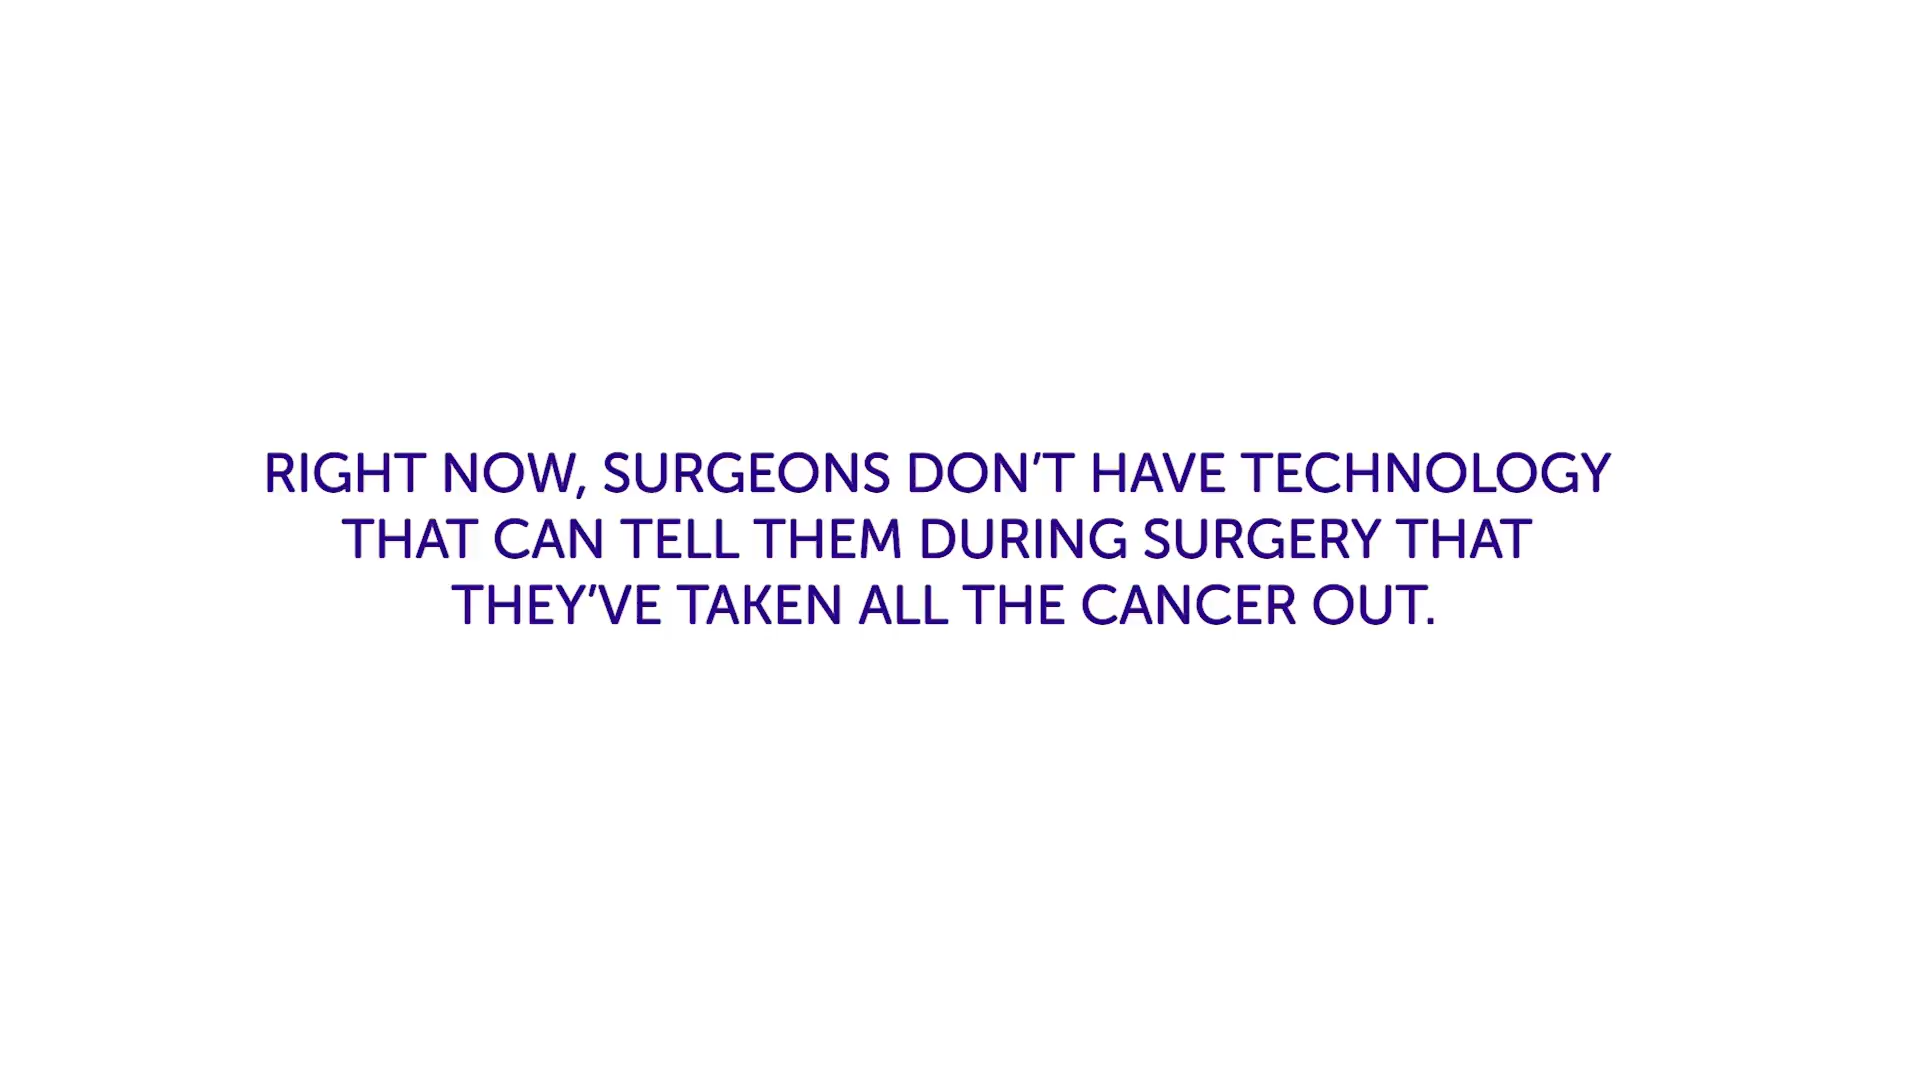 RIGHT NOW, SURGEONS DON’T HAVE TECHNOLOGY
THAT CAN TELL THEM DURING SURGERY THAT
THEY’VE TAKEN ALL THE CANCER OUT.